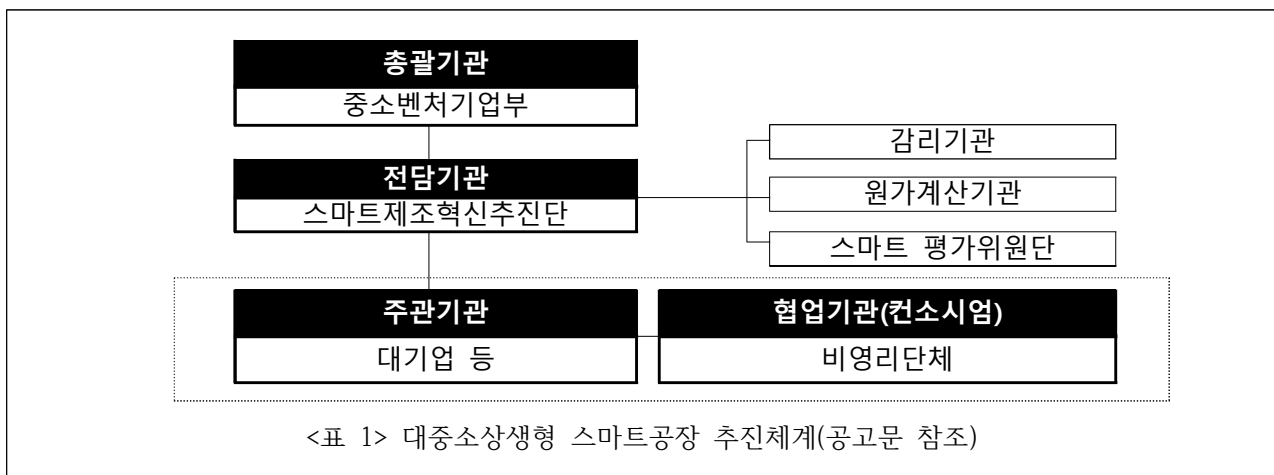 총괄기관
중소벤처기업부
전담기관
스마트제조혁신추진단
감리기관
원가계산기관
스마트 평가위원단
주관기관
대기업 등
협업기관(컨소시엄)
비영리단체
<표 1> 대중소상생형 스마트공장 추진체계(공고문 참조)